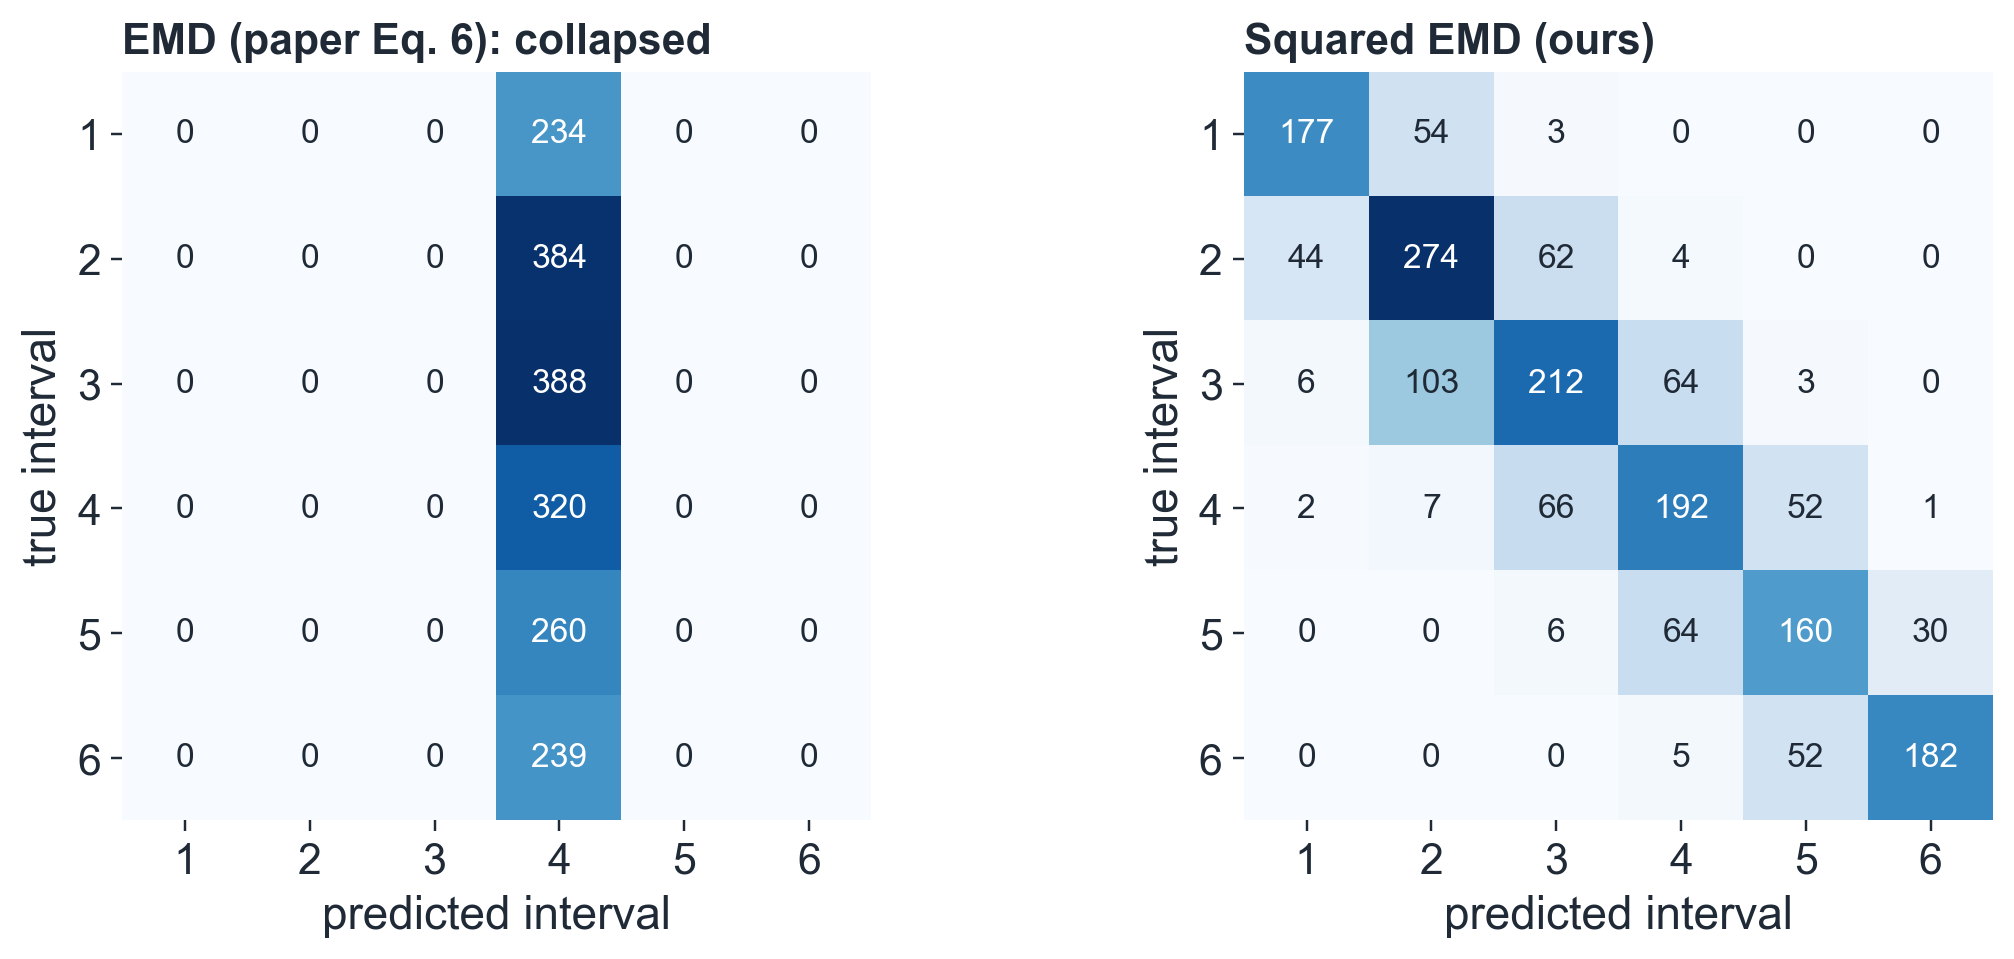 EMD (paper Eq. 6): collapsed
true interval
1 0 0 0 234 0 0
2 0 0 0 384 0 0
3 0 0 0 388 0 0
4 0 0 0 320 0 0
5 0 0 0 260 0 0
6 0 0 0 239 0 0
1 2 3 4 5 6
predicted interval
Squared EMD (ours)
true interval
1 177 54 3 0 0 0
2 44 274 62 4 0 0
3 6 103 212 64 3 0
4 2 7 66 192 52 1
5 0 0 6 64 160 30
6 0 0 0 5 52 182
1 2 3 4 5 6
predicted interval